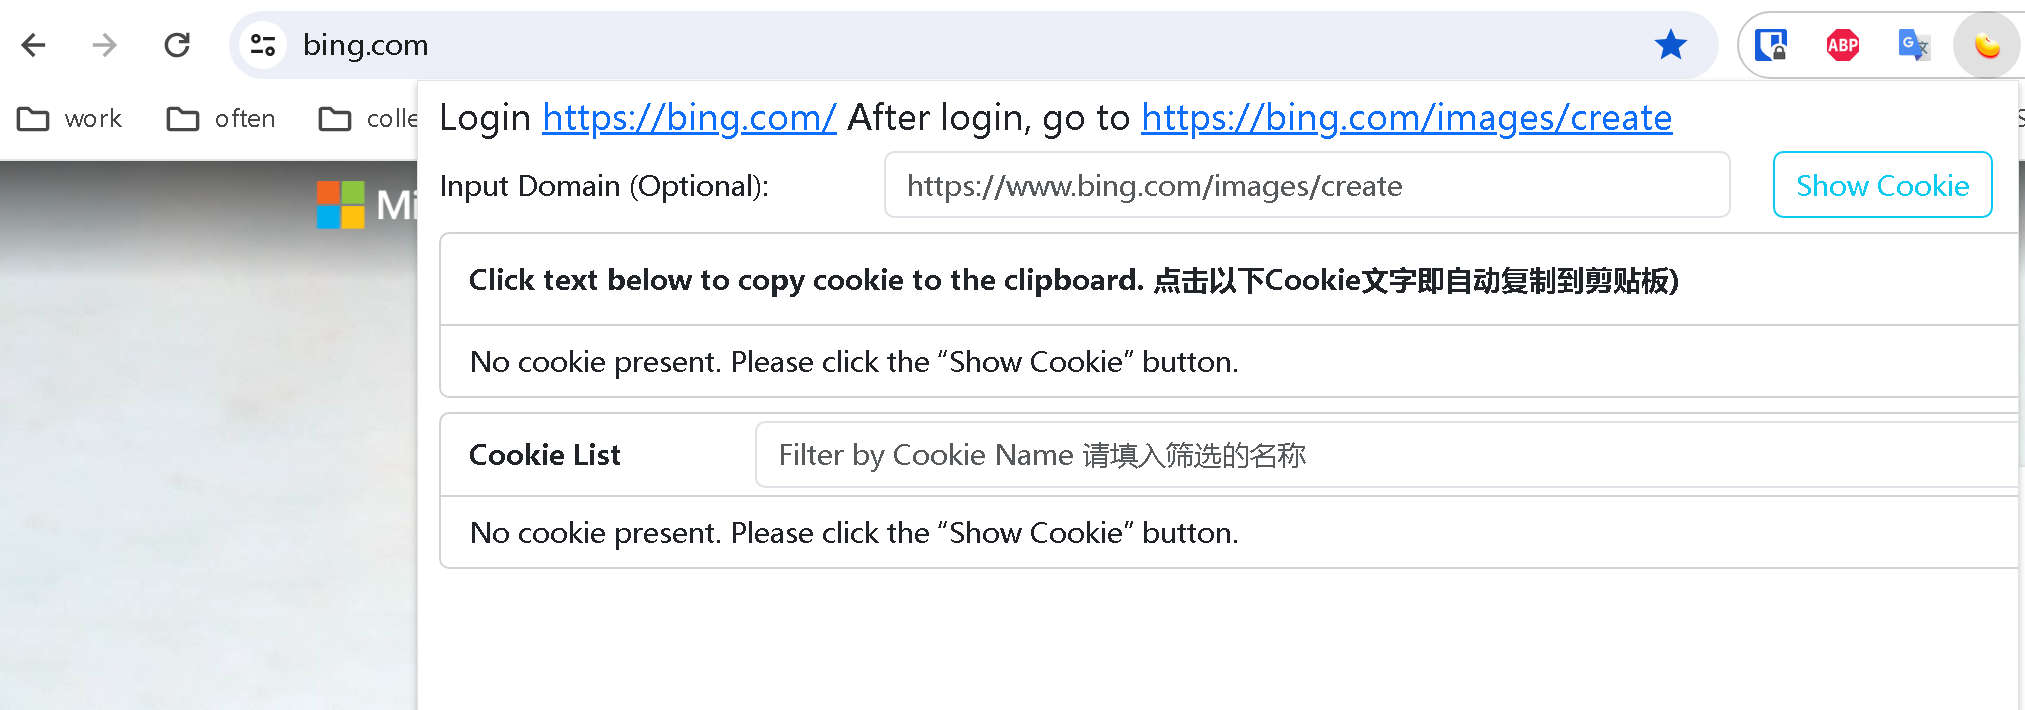 bing.com
ABP
work
often
colle
Login https://bing.com/ After login, go to https://bing.com/images/create
Input Domain (Optional):
https://www.bing.com/images/create
Show Cookie
Mi
Click text below to copy cookie to the clipboard. 点击以下Cookie文字即自动复制到剪贴板)
No cookie present. Please click the “Show Cookie” button.
Cookie List
Filter by Cookie Name 请填入筛选的名称
No cookie present. Please click the “Show Cookie” button.